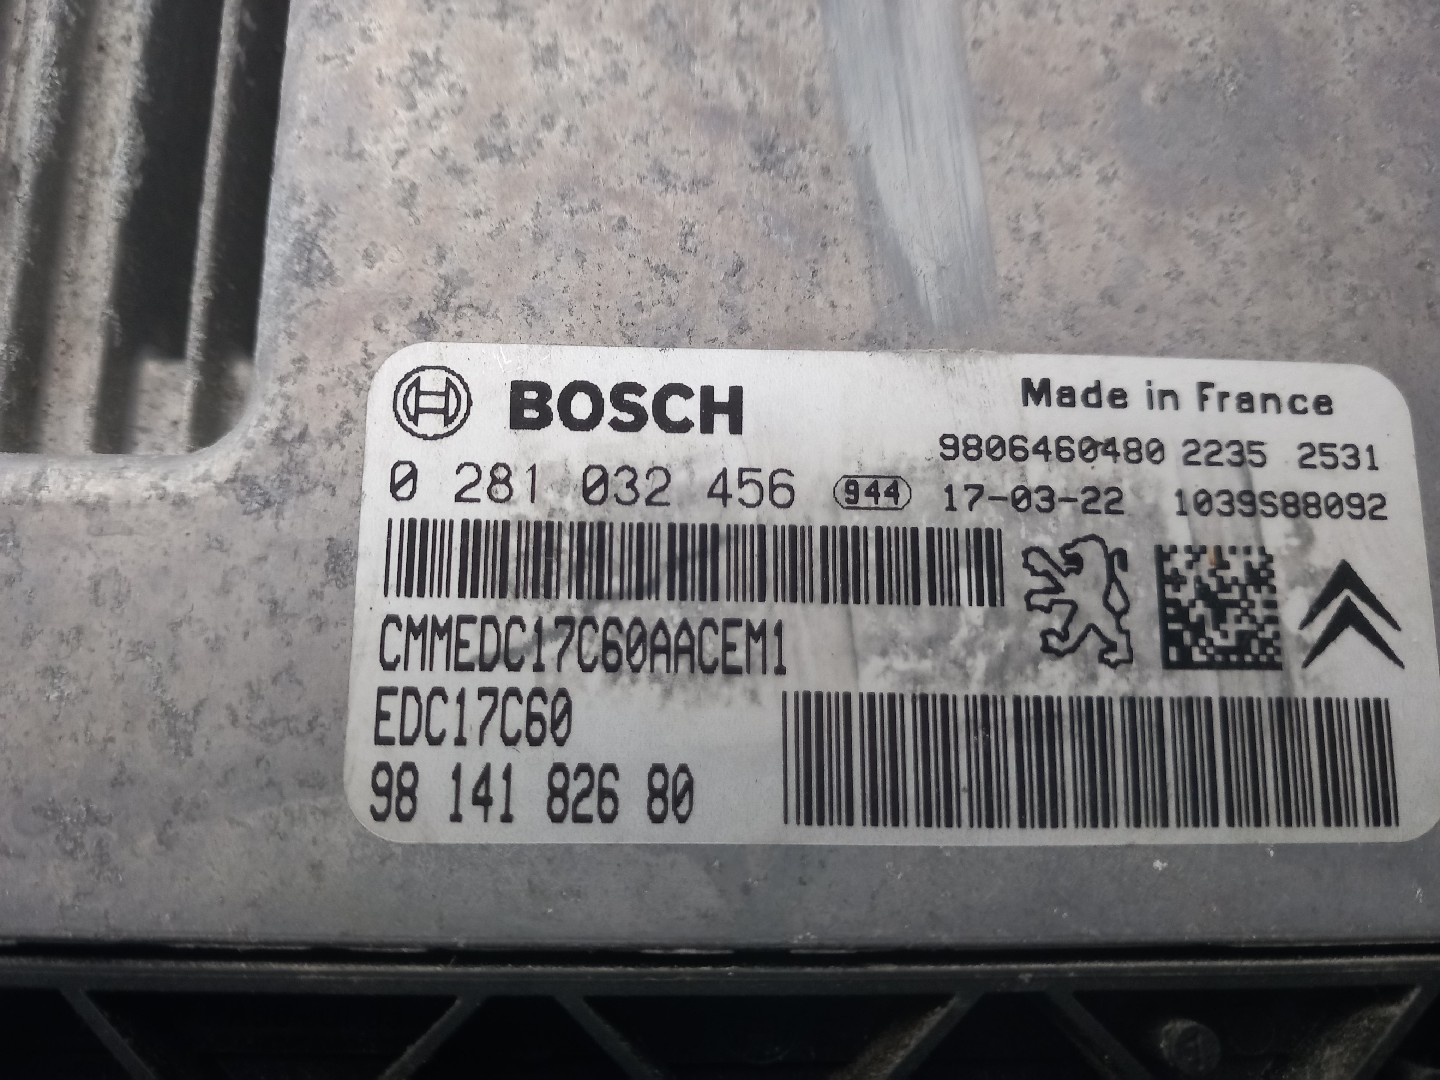 BOSCH
Made in France
9806460480 2235 2531
0 281 032 456 944 17-03-22 1039S88092
CMMEDC17C60AACEM1
EDC17C60
98 141 826 80